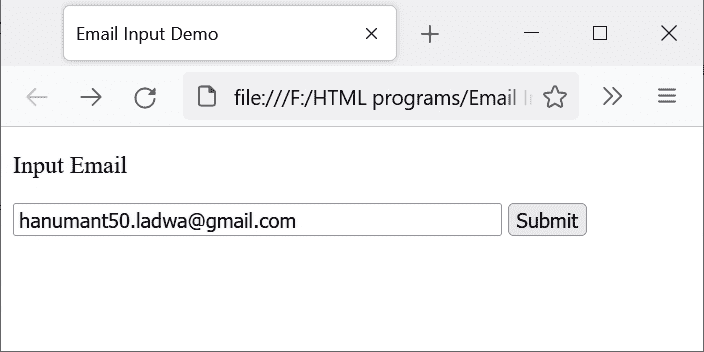 Email Input Demo
file:///F:/HTML programs/Email
Input Email
hanumant50.ladwa@gmail.com Submit